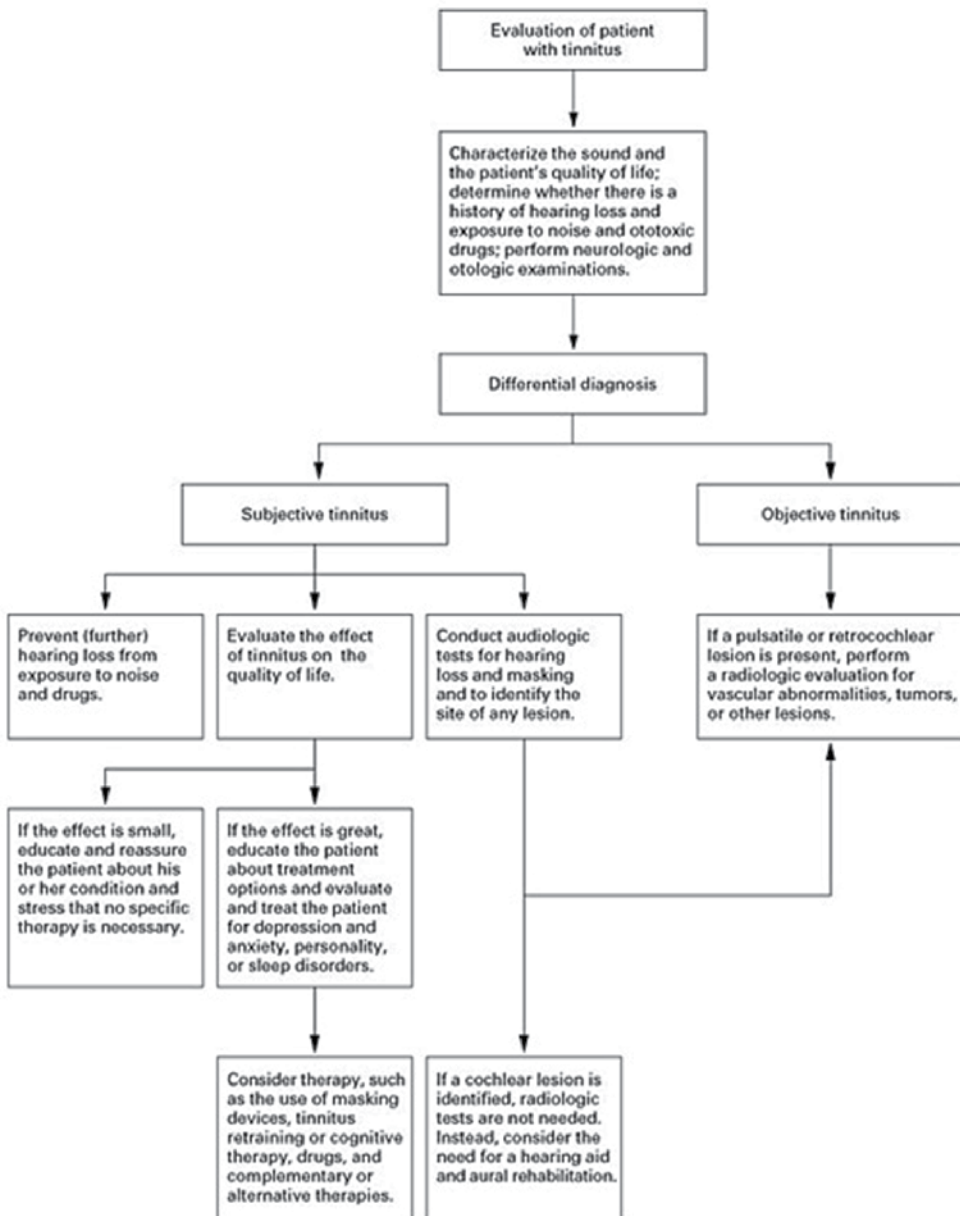 Evaluation of patient
with tinnitus
Characterize the sound and
the patient's quality of life;
determine whether there is a
history of hearing loss and
exposure to noise and ototoxic
drugs; perform neurologic and
otologic examinations.
Differential diagnosis
Subjective tinnitus
Objective tinnitus
Prevent (further)
hearing loss from
exposure to noise
and drugs.
Evaluate the effect
of tinnitus on the
quality of life.
Conduct audiologic
tests for hearing
loss and masking
and to identify the
site of any lesion.
If a pulsatile or retrocochlear
lesion is present, perform
a radiologic evaluation for
vascular abnormalities, tumors,
or other lesions.
If the effect is small,
educate and reassure
the patient about his
or her condition and
stress that no specific
therapy is necessary.
If the effect is great,
educate the patient
about treatment
options and evaluate
and treat the patient
for depression and
anxiety, personality,
or sleep disorders.
Consider therapy, such
as the use of masking
devices, tinnitus
retraining or cognitive
therapy, drugs, and
complementary or
alternative therapies.
If a cochlear lesion is
identified, radiologic
tests are not needed.
Instead, consider the
need for a hearing aid
and aural rehabilitation.